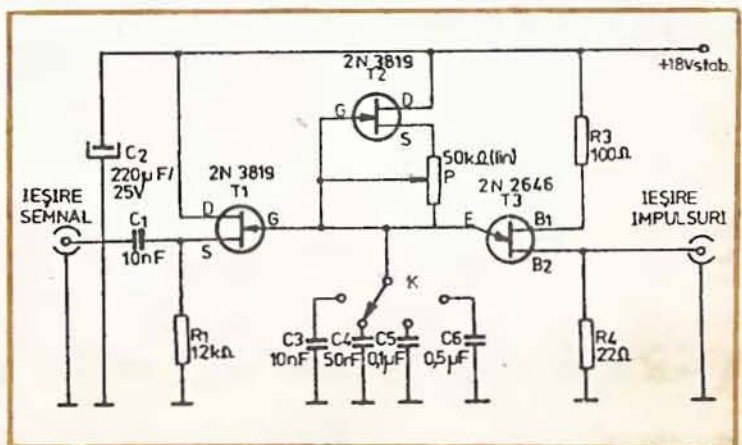 2N 3819
T2
G
D
S
+18Vstab.
C2
220µF/
25V
2N 3819
T1
50kΩ(lin)
P
R3
100Ω
IEŞIRE
SEMNAL
C1
10nF
D
S
G
2N 2646
T3
E
B1
B2
IEŞIRE
IMPULSURI
R1
12kΩ
K
C3
10nF
C4
50nF
C5
0,1µF
C6
0,5µF
R4
22Ω